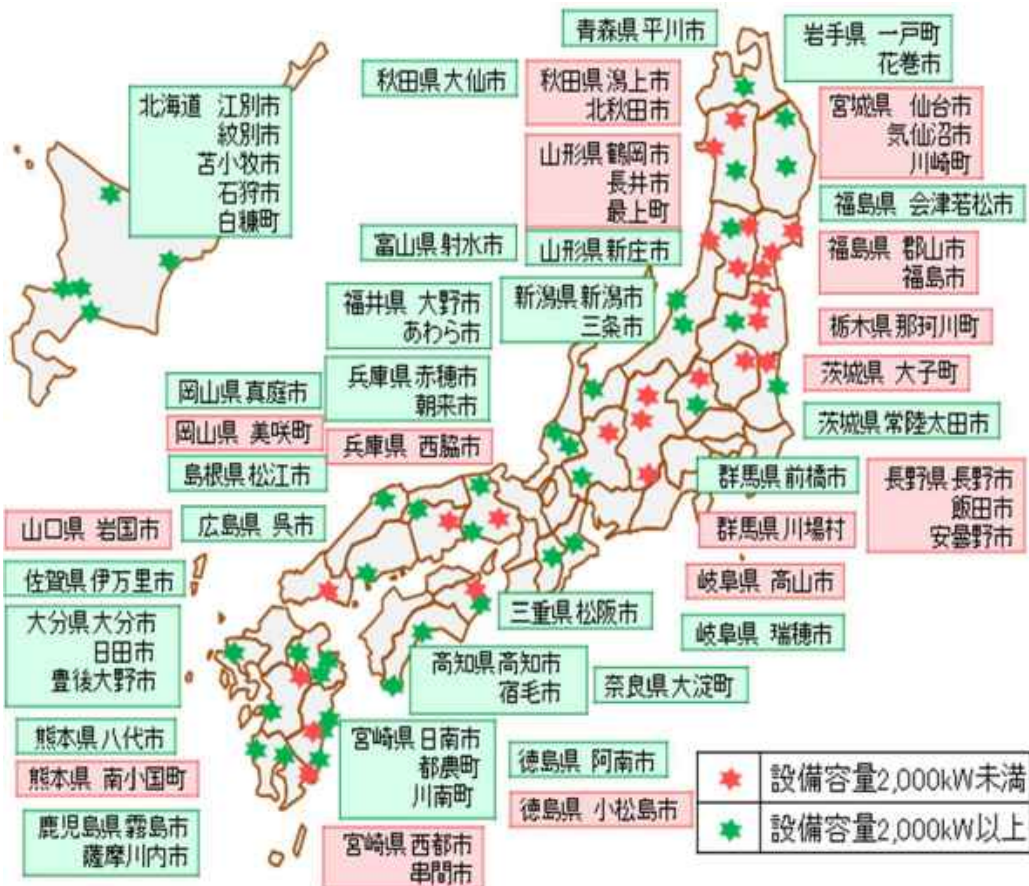 青森県平川市
岩手県 一戸町
花巻市
秋田県大仙市
秋田県潟上市
北秋田市
北海道 江別市
紋別市
苫小牧市
石狩市
白糠町
宮城県 仙台市
気仙沼市
川崎町
山形県鶴岡市
長井市
最上町
福島県 会津若松市
富山県射水市
山形県新庄市
福島県 郡山市
福島市
福井県 大野市
あわら市
新潟県新潟市
三条市
栃木県那珂川町
兵庫県赤穂市
朝来市
茨城県 大子町
岡山県真庭市
茨城県常陸太田市
岡山県 美咲町
兵庫県 西脇市
島根県松江市
群馬県前橋市
長野県長野市
飯田市
安曇野市
山口県 岩国市
広島県 呉市
群馬県川場村
佐賀県伊万里市
岐阜県 高山市
三重県松阪市
岐阜県 瑞穂市
大分県大分市
日田市
豊後大野市
高知県高知市
宿毛市
奈良県大淀町
熊本県八代市
宮崎県日南市
都農町
川南町
徳島県 阿南市
熊本県 南小国町
徳島県 小松島市
鹿児島県霧島市
薩摩川内市
宮崎県西都市
串間市
設備容量2,000kW未満
設備容量2,000kW以上